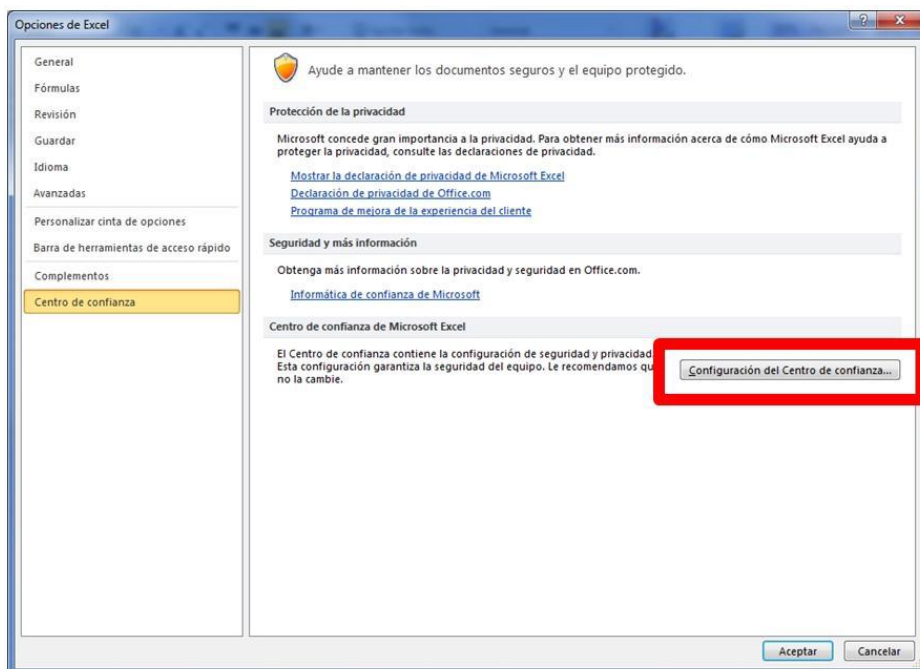 Opciones de Excel
General
Fórmulas
Revisión
Guardar
Idioma
Avanzadas
Personalizar cinta de opciones
Barra de herramientas de acceso rápido
Complementos
Centro de confianza
Ayude a mantener los documentos seguros y el equipo protegido.
Protección de la privacidad
Microsoft concede gran importancia a la privacidad. Para obtener más información acerca de cómo Microsoft Excel ayuda a
proteger la privacidad, consulte las declaraciones de privacidad.
Mostrar la declaración de privacidad de Microsoft Excel
Declaración de privacidad de Office.com
Programa de mejora de la experiencia del cliente
Seguridad y más información
Obtenga más información sobre la privacidad y seguridad en Office.com.
Informática de confianza de Microsoft
Centro de confianza de Microsoft Excel
El Centro de confianza contiene la configuración de seguridad y privacidad.
Esta configuración garantiza la seguridad del equipo. Le recomendamos qu
no la cambie.
Configuración del Centro de confianza...
Aceptar
Cancelar